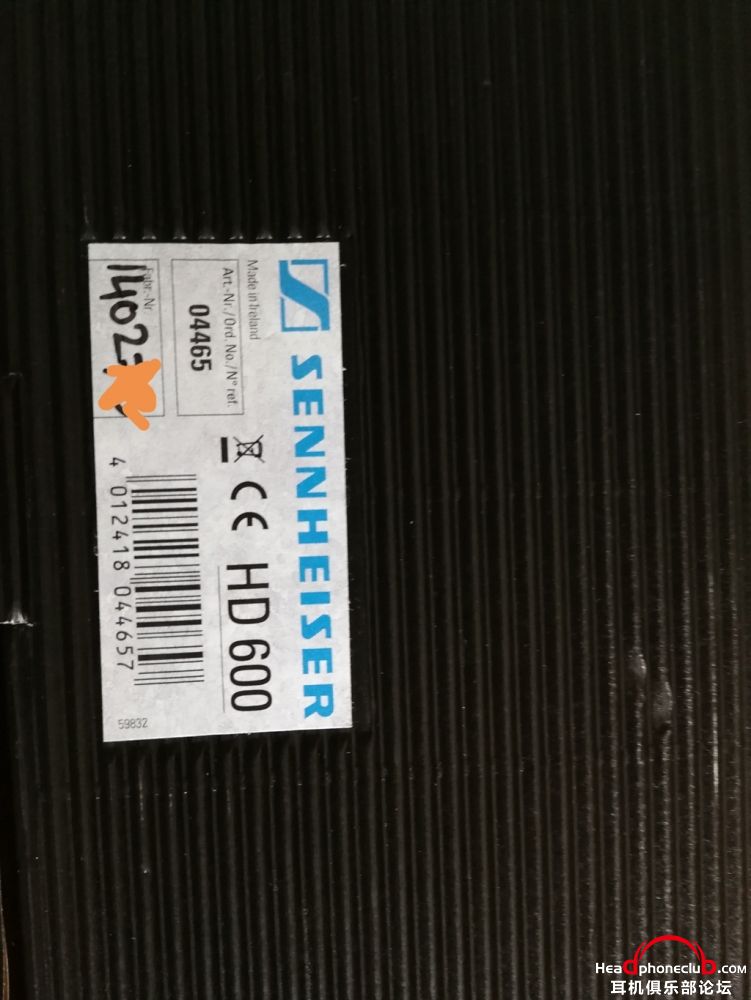 SENNHEISER
Made in Ireland
Art.-Nr./Ord. No./N° ref.
04465
Fabr.-Nr.
1402
CE HD 600
4 012418 044657
59832
Headphoneclub.com
耳机俱乐部论坛